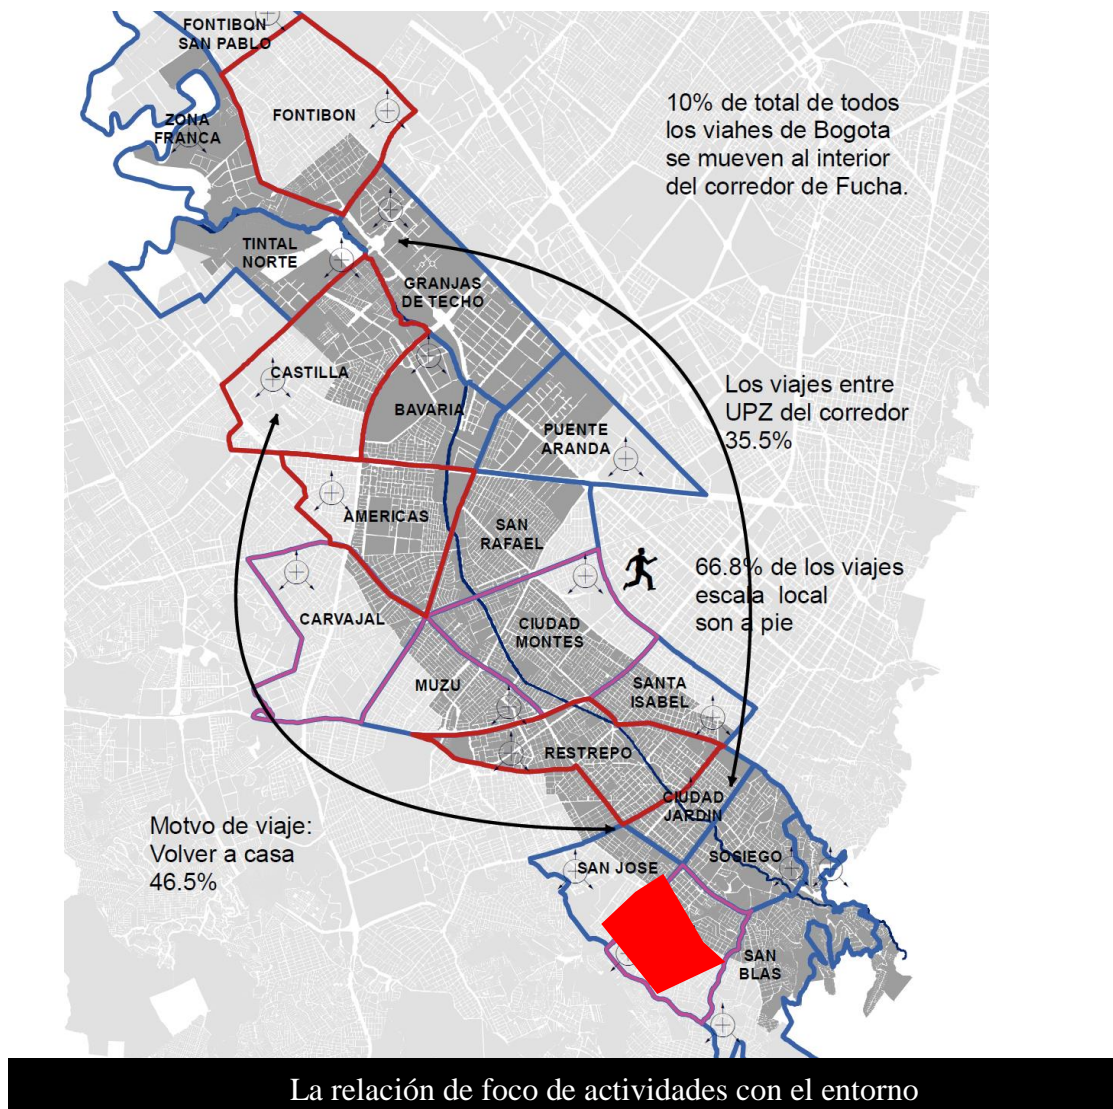 FONTIBON
SAN PABLO
FONTIBON
ZONA
FRANCA
10% de total de todos
los viahes de Bogota
se mueven al interior
del corredor de Fucha.
TINTAL
NORTE
GRANJAS
DE TECHO
CASTILLA
BAVARIA
Los viajes entre
UPZ del corredor
35.5%
PUENTE
ARANDA
AMERICAS
SAN
RAFAEL
66.8% de los viajes
escala local
son a pie
CARVAJAL
CIUDAD
MONTES
MUZU
SANTA
ISABEL
RESTREPO
CIUDAD
JARDIN
Motvo de viaje:
Volver a casa
46.5%
SAN JOSE
SOSIEGO
SAN
BLAS
La relación de foco de actividades con el entorno